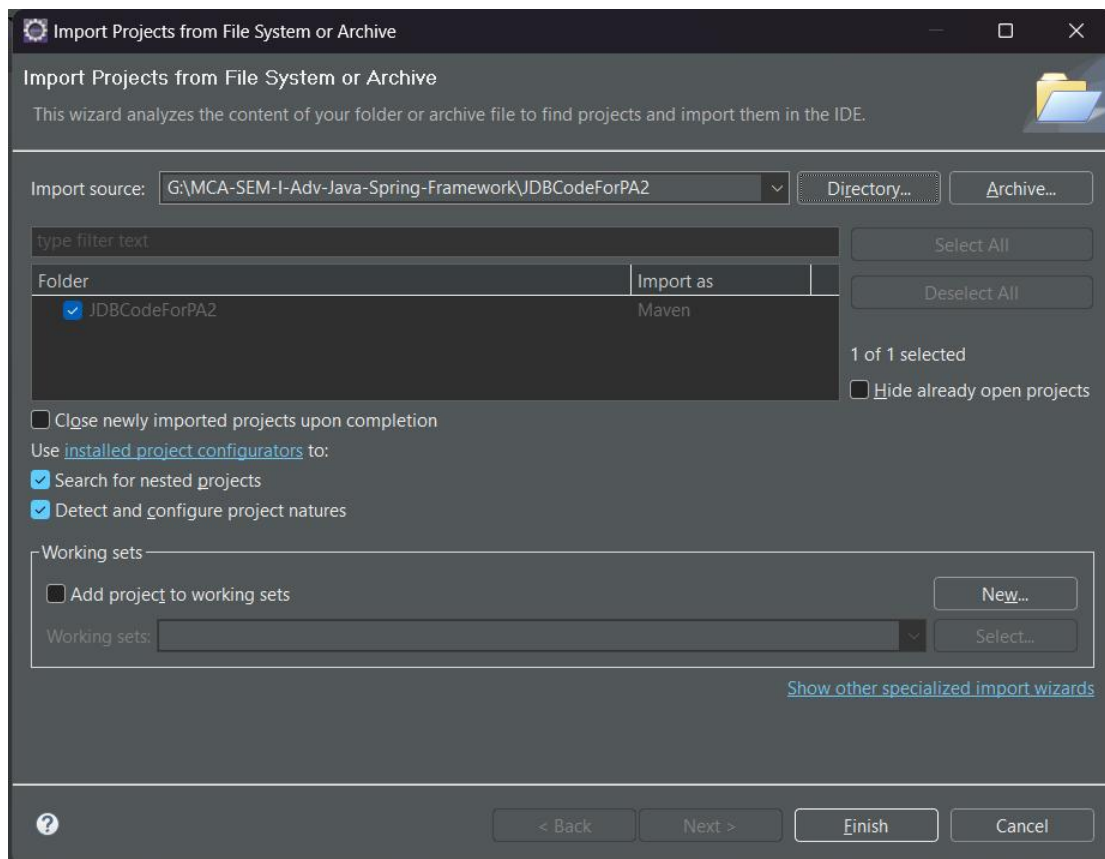 Import Projects from File System or Archive
Import Projects from File System or Archive
This wizard analyzes the content of your folder or archive file to find projects and import them in the IDE.
Import source: G:\MCA-SEM-I-Adv-Java-Spring-Framework\JDBCodeForPA2 Directory... Archive...
type filter text Select All
Folder Import as
Deselect All
JDBCodeForPA2 Maven
1 of 1 selected
Hide already open projects
Close newly imported projects upon completion
Use installed project configurators to:
Search for nested projects
Detect and configure project natures
Working sets
Add project to working sets New...
Working sets: Select...
Show other specialized import wizards
? < Back Next > Finish Cancel